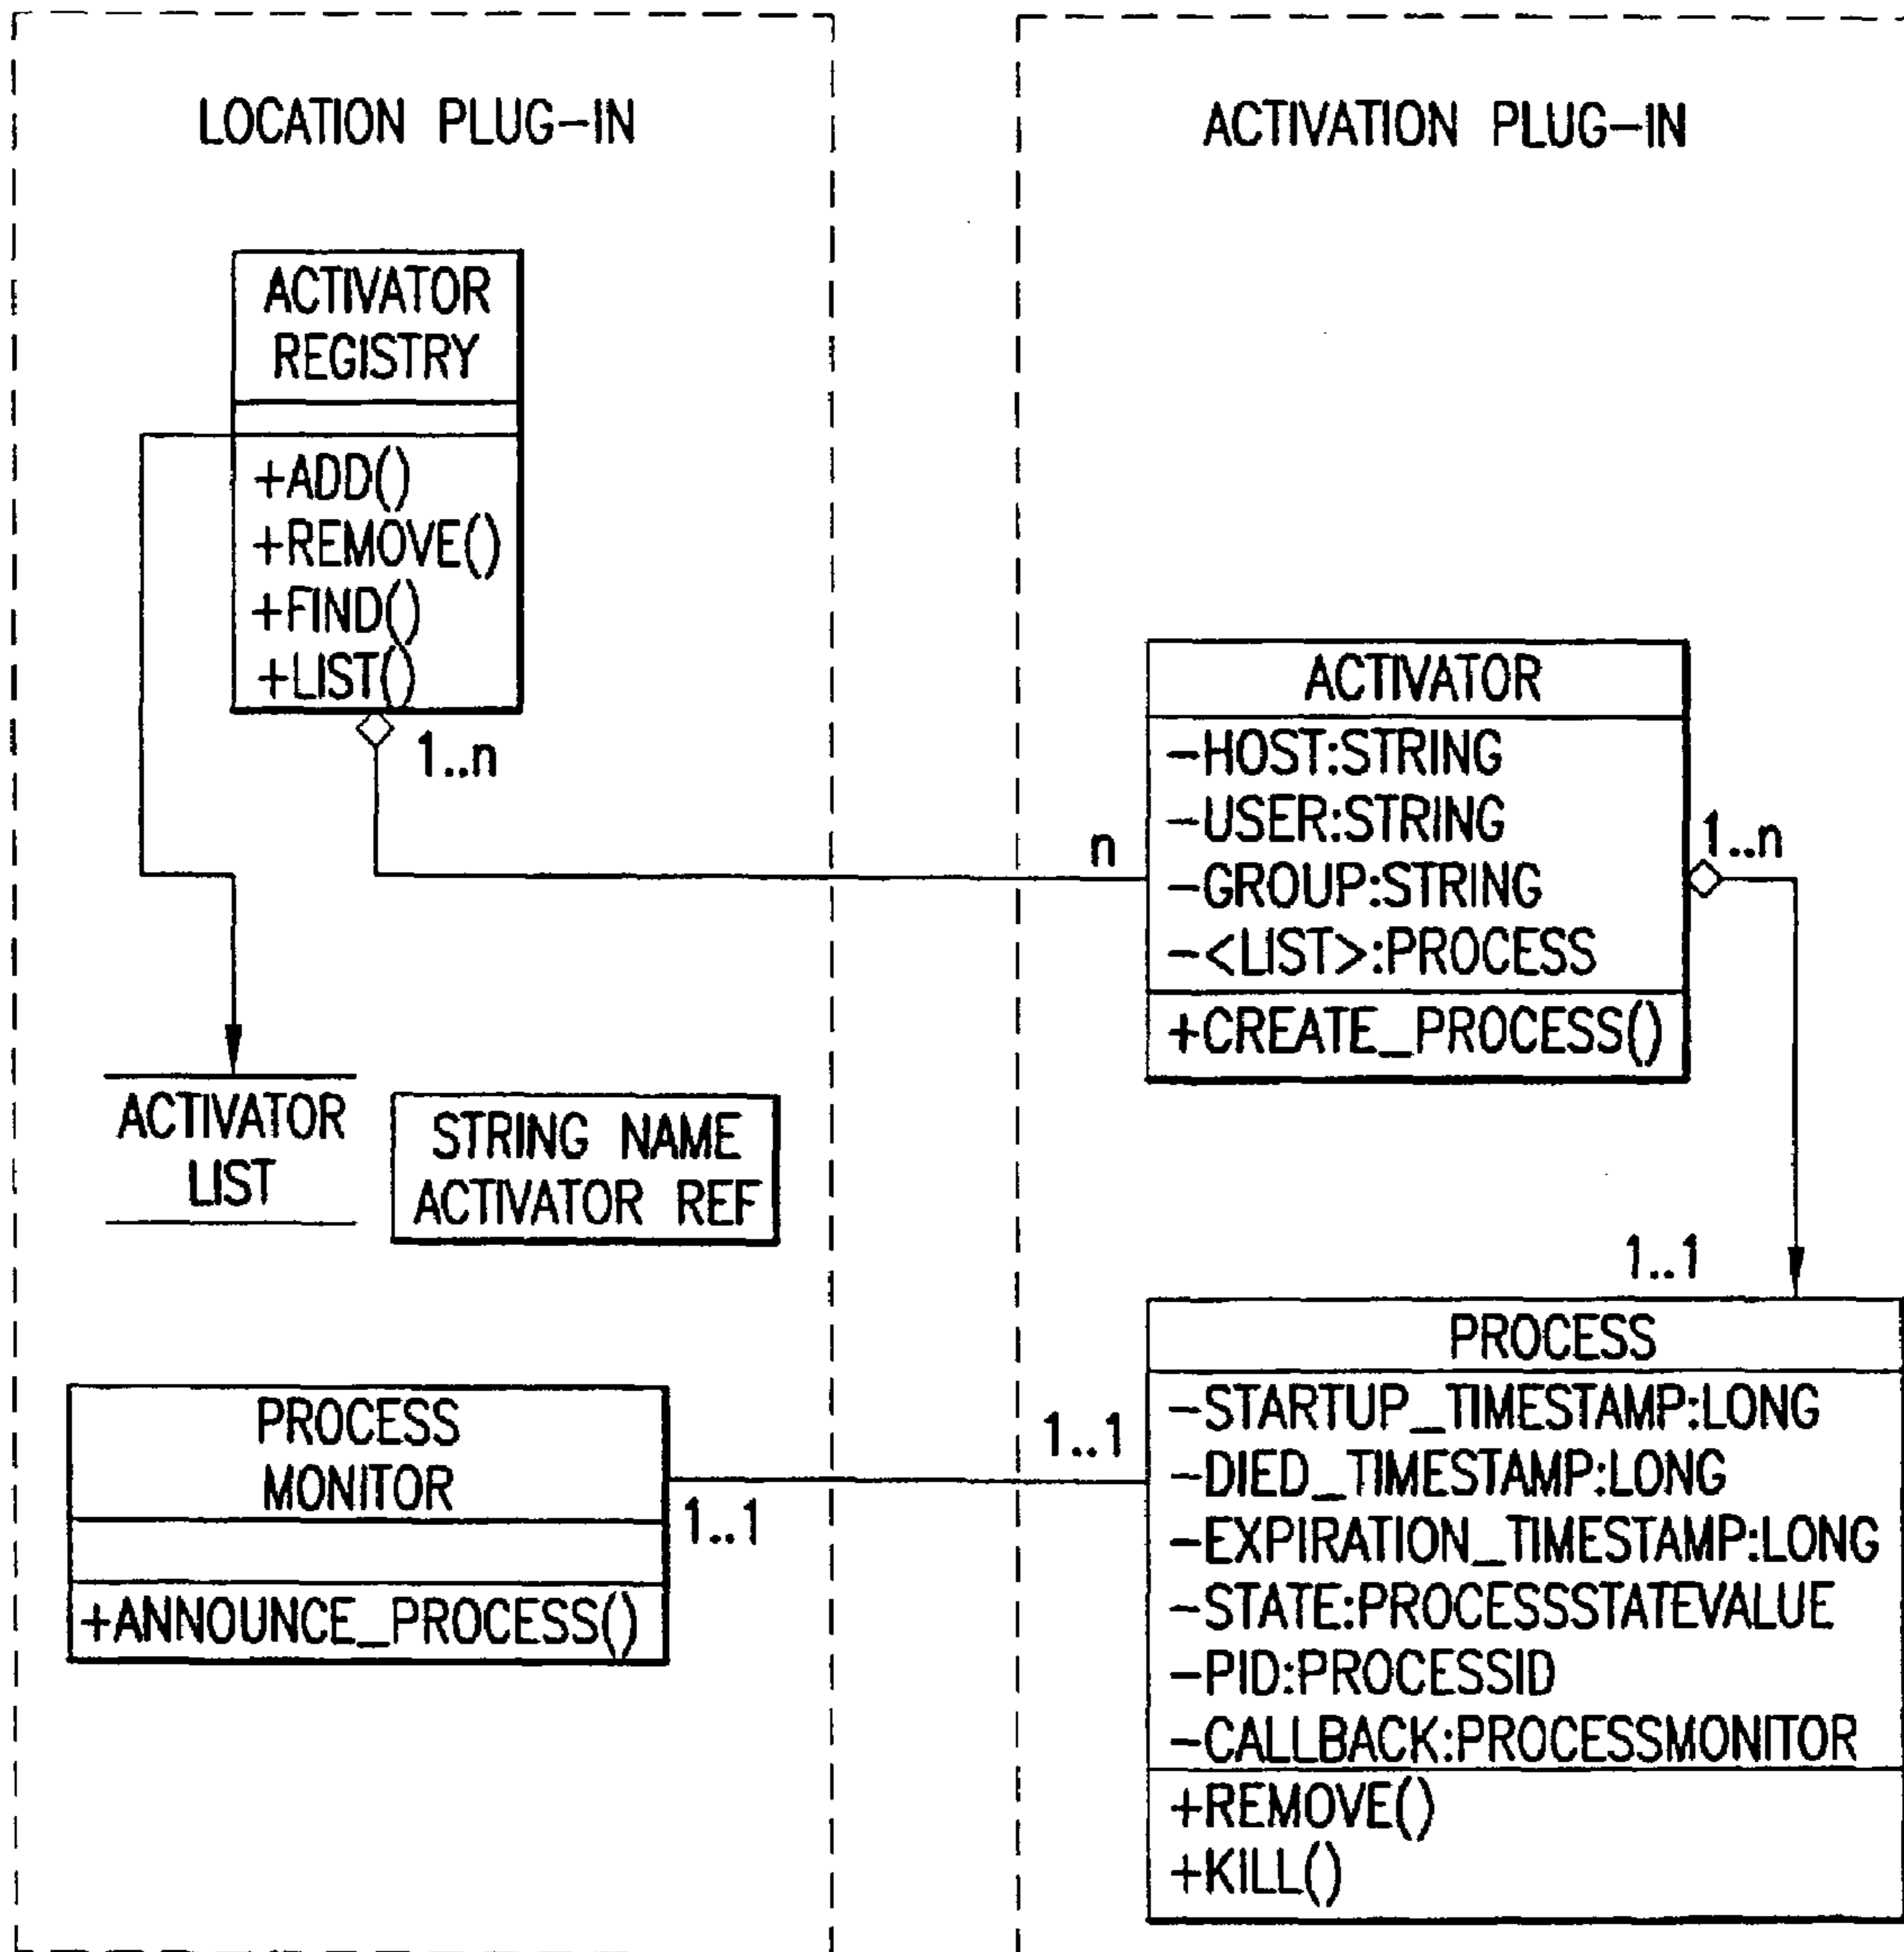 LOCATION PLUG-IN
ACTIVATOR
REGISTRY
+ADD()
+REMOVE()
+FIND()
+LIST()
1..n
ACTIVATOR
LIST
STRING NAME
ACTIVATOR REF
PROCESS
MONITOR
+ANNOUNCE_PROCESS()
1..1
ACTIVATION PLUG-IN
n
ACTIVATOR
-HOST:STRING
-USER:STRING
-GROUP:STRING
-<LIST>:PROCESS
+CREATE_PROCESS()
1..n
1..1
1..1
PROCESS
-STARTUP_TIMESTAMP:LONG
-DIED_TIMESTAMP:LONG
-EXPIRATION_TIMESTAMP:LONG
-STATE:PROCESSSTATEVALUE
-PID:PROCESSID
-CALLBACK:PROCESSMONITOR
+REMOVE()
+KILL()